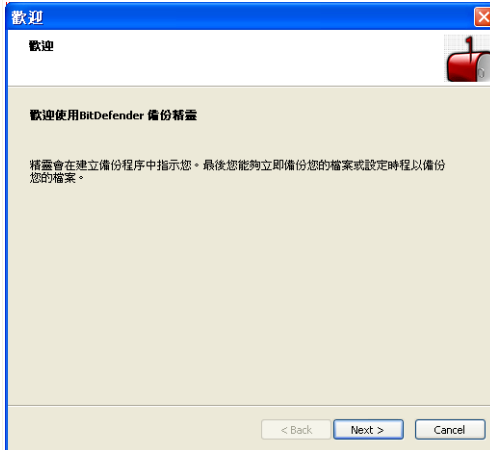 歡迎
歡迎
歡迎使用BitDefender 備份精靈
精靈會在建立備份程序中指示您。最後您能夠立即備份您的檔案或設定時程以備份
您的檔案。
< Back Next > Cancel